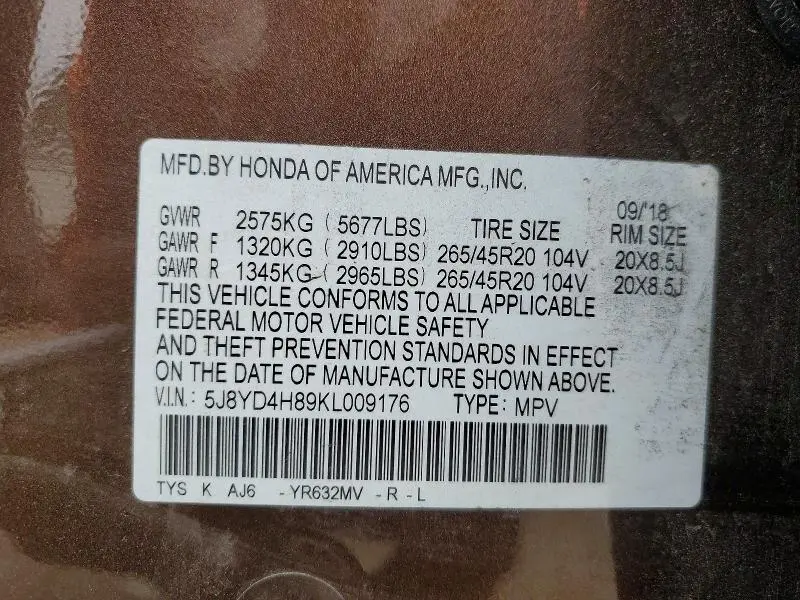 MFD.BY HONDA OF AMERICA MFG.,INC.
09/'18
GVWR 2575KG (5677LBS) TIRE SIZE RIM SIZE
GAWR F 1320KG (2910LBS) 265/45R20 104V 20X8.5J
GAWR R 1345KG (2965LBS) 265/45R20 104V 20X8.5J
THIS VEHICLE CONFORMS TO ALL APPLICABLE
FEDERAL MOTOR VEHICLE SAFETY
AND THEFT PREVENTION STANDARDS IN EFFECT
ON THE DATE OF MANUFACTURE SHOWN ABOVE.
V.I.N.: 5J8YD4H89KL009176 TYPE: MPV
TYS K AJ6 -YR632MV -R -L